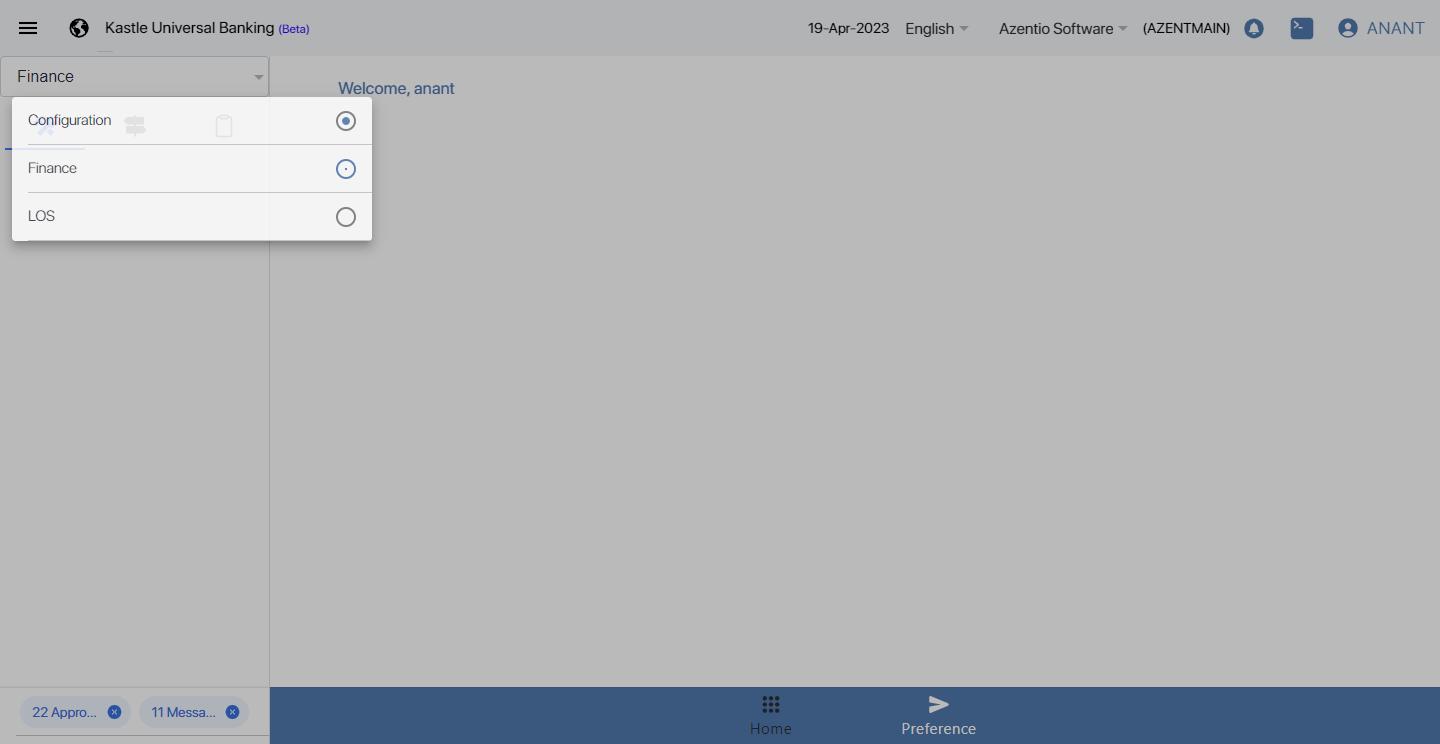 Kastle Universal Banking (Beta)
19-Apr-2023 English Azentio Software (AZENTMAIN) ANANT
Finance
Welcome, anant
Configuration
Finance
LOS
22 Appro... 11 Messa...
Home Preference